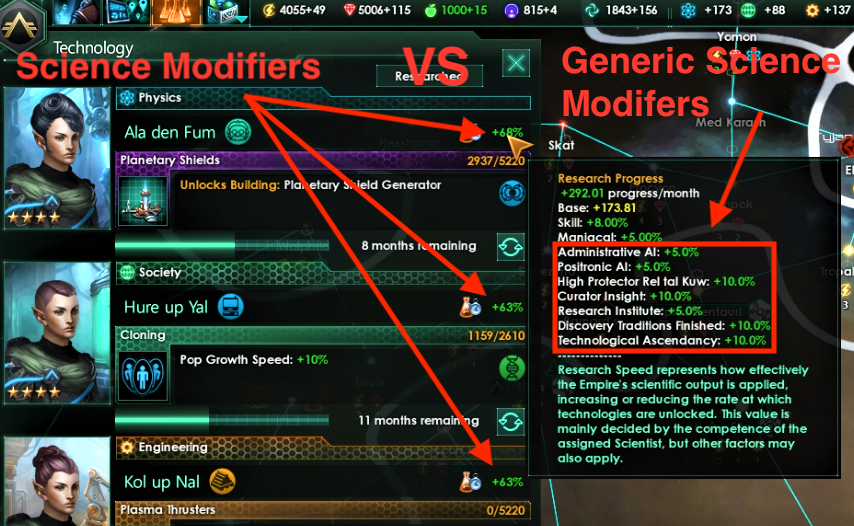 4055+49 5006+115 1000+15 815+4 1843+156 +173 +88 +137
Technology
Science Modifiers VS Generic Science Modifers
Researched
Physics
Ala den Fum +68%
Planetary Shields 2937/5220
Unlocks Building: Planetary Shield Generator
8 months remaining
Society
Hure up Yal +63%
Cloning 1159/2610
Pop Growth Speed: +10%
11 months remaining
Engineering
Kol up Nal +63%
Plasma Thrusters 0/5220
Yomon
Med Karash
Skat
Research Progress
+292.01 progress/month
Base: +173.81
Skill: +8.00%
Maniacal: +5.00%
Administrative AI: +5.0%
Positronic AI: +5.0%
High Protector Rel tal Kuw: +10.0%
Curator Insight: +10.0%
Research Institute: +5.0%
Discovery Traditions Finished: +10.0%
Technological Ascendancy: +10.0%
--------------
Research Speed represents how effectively
the Empire's scientific output is applied,
increasing or reducing the rate at which
technologies are unlocked. This value is
mainly decided by the competence of the
assigned Scientist, but other factors may
also apply.